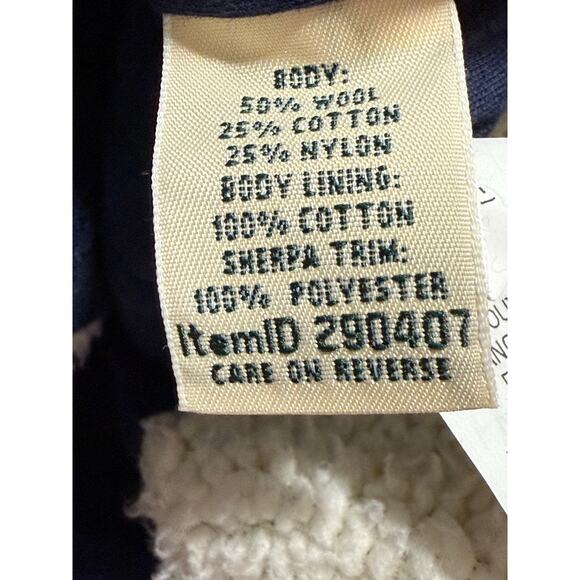 BODY:
50% WOOL
25% COTTON
25% NYLON
BODY LINING:
100% COTTON
SHERPA TRIM:
100% POLYESTER
ItemID 290407
CARE ON REVERSE